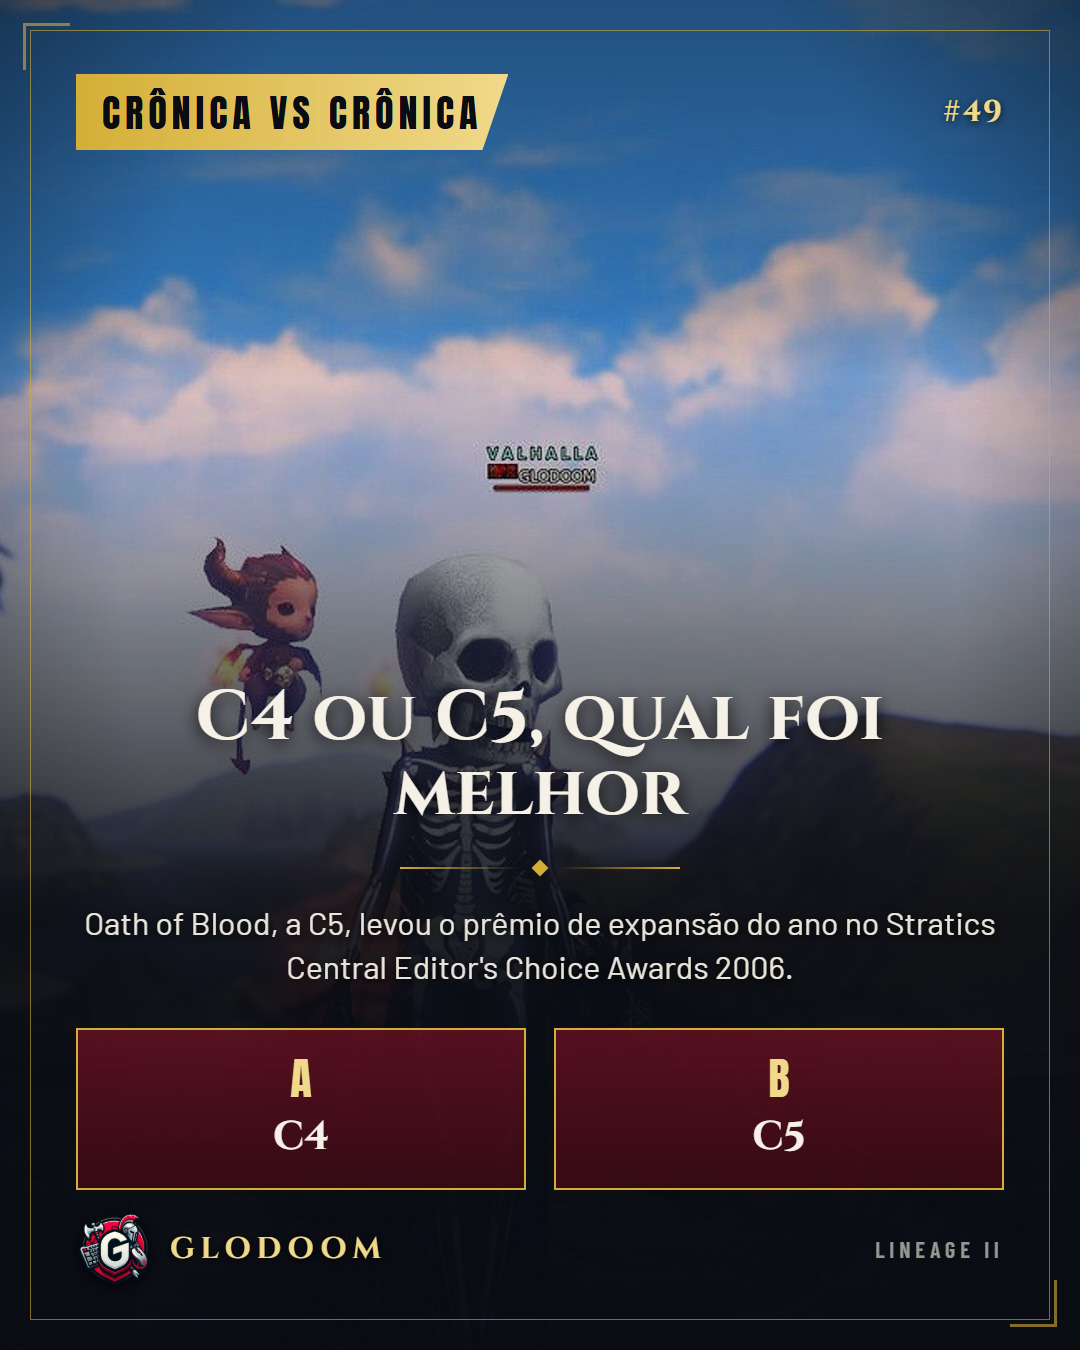 CRÔNICA VS CRÔNICA
#49
VALHALLA
GLODOOM
C4 OU C5, QUAL FOI
MELHOR
Oath of Blood, a C5, levou o prêmio de expansão do ano no Stratics
Central Editor's Choice Awards 2006.
A
C4
B
C5
G
GLODOOM
LINEAGE II